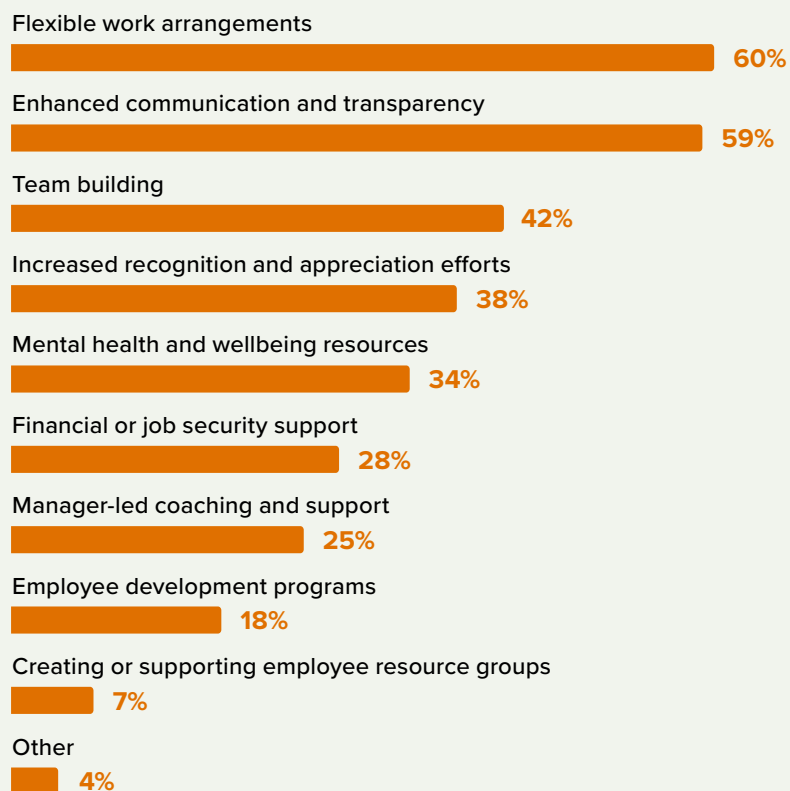 Flexible work arrangements
60%
Enhanced communication and transparency
59%
Team building
42%
Increased recognition and appreciation efforts
38%
Mental health and wellbeing resources
34%
Financial or job security support
28%
Manager-led coaching and support
25%
Employee development programs
18%
Creating or supporting employee resource groups
7%
Other
4%